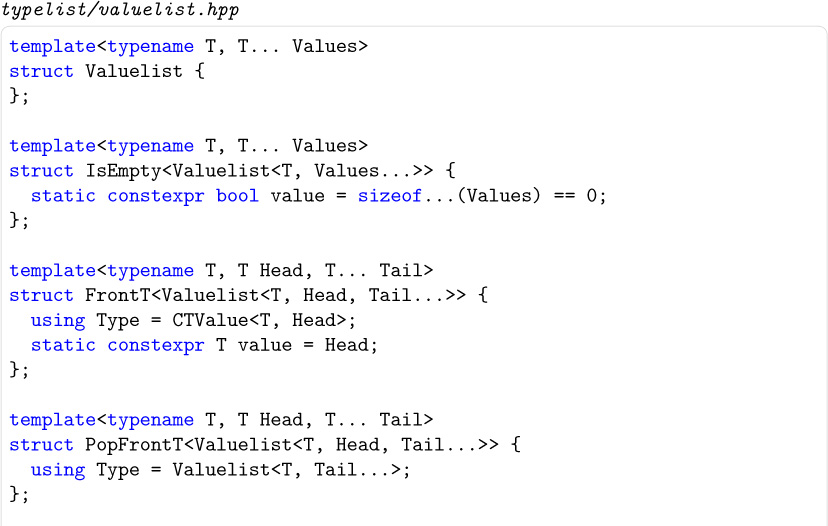 typelist/valuelist.hpp
template<typename T, T... Values>
struct Valuelist {
};
template<typename T, T... Values>
struct IsEmpty<Valuelist<T, Values...>> {
  static constexpr bool value = sizeof...(Values) == 0;
};
template<typename T, T Head, T... Tail>
struct FrontT<Valuelist<T, Head, Tail...>> {
  using Type = CTValue<T, Head>;
  static constexpr T value = Head;
};
template<typename T, T Head, T... Tail>
struct PopFrontT<Valuelist<T, Head, Tail...>> {
  using Type = Valuelist<T, Tail...>;
};